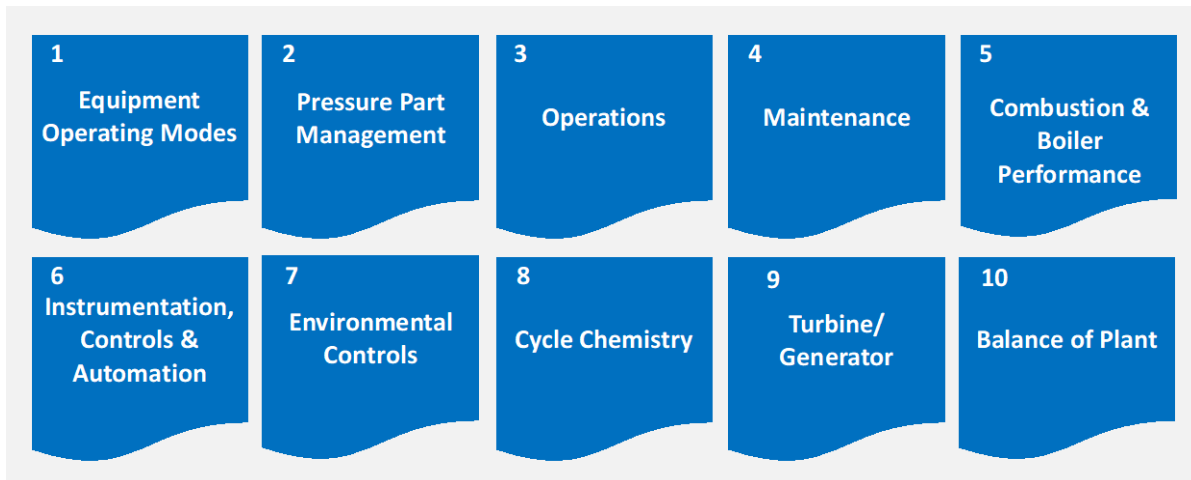 1
Equipment
Operating Modes
2
Pressure Part
Management
3
Operations
4
Maintenance
5
Combustion &
Boiler
Performance
6
Instrumentation,
Controls &
Automation
7
Environmental
Controls
8
Cycle Chemistry
9
Turbine/
Generator
10
Balance of Plant